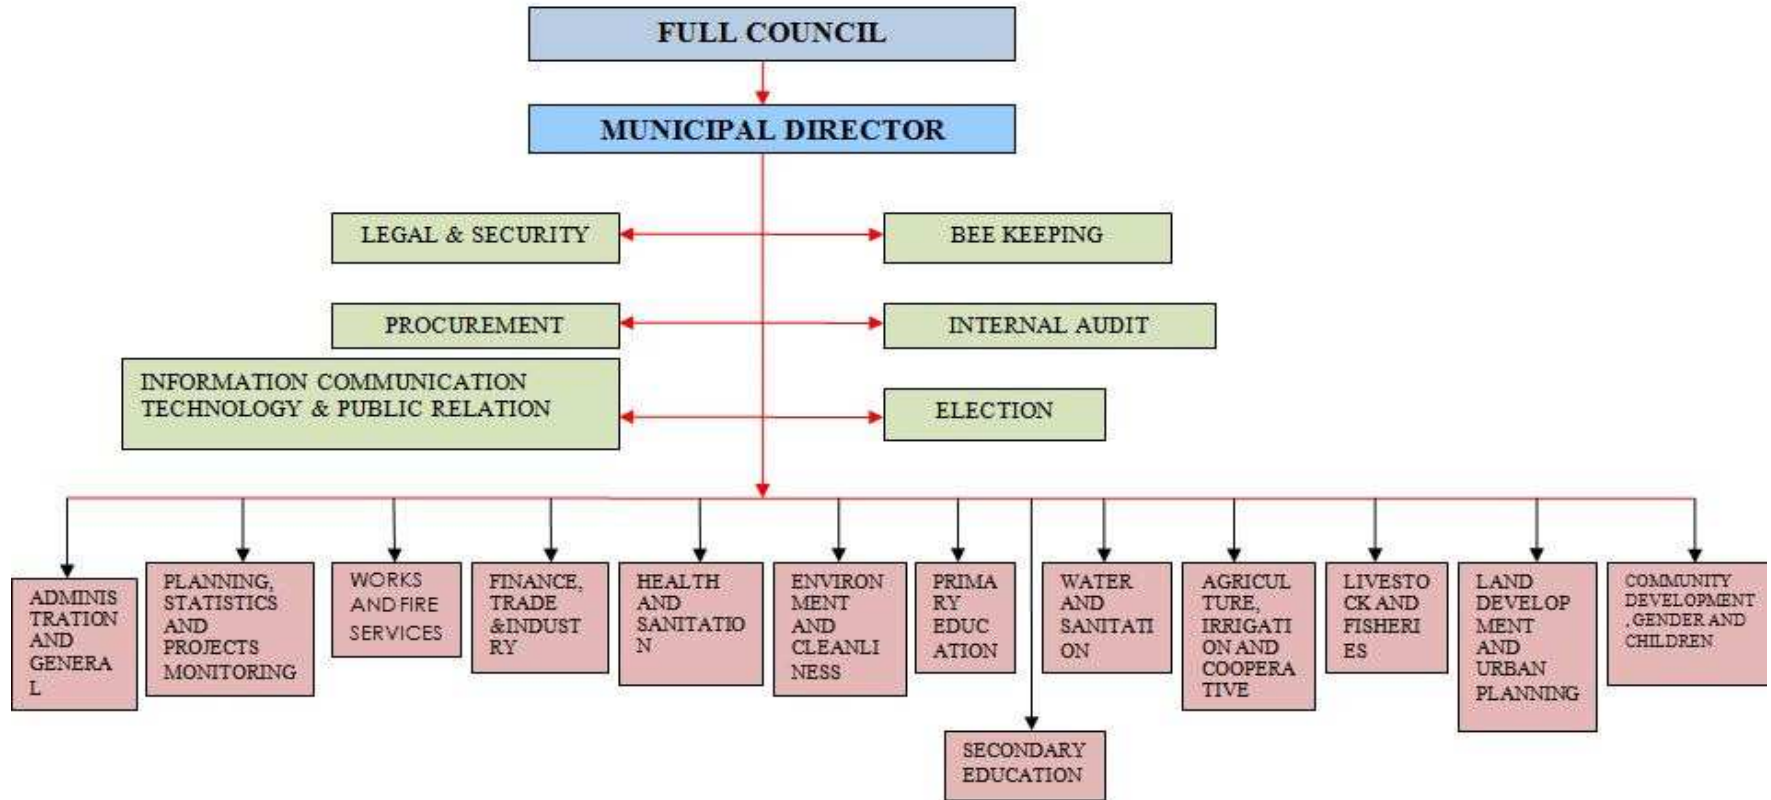 FULL COUNCIL
MUNICIPAL DIRECTOR
LEGAL & SECURITY
BEE KEEPING
PROCUREMENT
INTERNAL AUDIT
INFORMATION COMMUNICATION
TECHNOLOGY & PUBLIC RELATION
ELECTION
ADMINIS
TRATION
AND
GENERA
L
PLANNING,
STATISTICS
AND
PROJECTS
MONITORING
WORKS
AND FIRE
SERVICES
FINANCE,
TRADE
&INDUST
RY
HEALTH
AND
SANITATIO
N
ENVIRON
MENT
AND
CLEANLI
NESS
PRIMA
RY
EDUC
ATION
WATER
AND
SANITATI
ON
AGRICUL
TURE,
IRRIGATI
ON AND
COOPERA
TIVE
LIVESTO
CK AND
FISHERI
ES
LAND
DEVELOP
MENT
AND
URBAN
PLANNING
COMMUNITY
DEVELOPMENT
, GENDER AND
CHILDREN
SECONDARY
EDUCATION